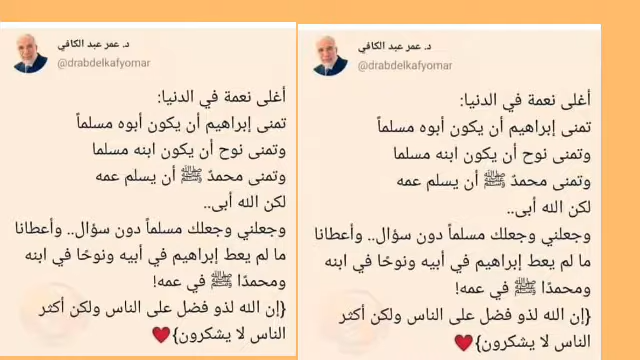 د. عمر عبد الكافي
@drabdelkafyomar
أغلى نعمة في الدنيا:
تمنى إبراهيم أن يكون أبوه مسلماً
وتمنى نوح أن يكون ابنه مسلما
وتمنى محمدٌ ﷺ أن يسلم عمه
لكن الله أبى..
وجعلني وجعلك مسلماً دون سؤال.. وأعطانا
ما لم يعط إبراهيم في أبيه ونوحًا في ابنه
ومحمدًا ﷺ في عمه!
{إن الله لذو فضل على الناس ولكن أكثر
الناس لا يشكرون}♥
د. عمر عبد الكافي
@drabdelkafyomar
أغلى نعمة في الدنيا:
تمنى إبراهيم أن يكون أبوه مسلماً
وتمنى نوح أن يكون ابنه مسلما
وتمنى محمدٌ ﷺ أن يسلم عمه
لكن الله أبى..
وجعلني وجعلك مسلماً دون سؤال.. وأعطانا
ما لم يعط إبراهيم في أبيه ونوحًا في ابنه
ومحمدًا ﷺ في عمه!
{إن الله لذو فضل على الناس ولكن أكثر
الناس لا يشكرون}♥